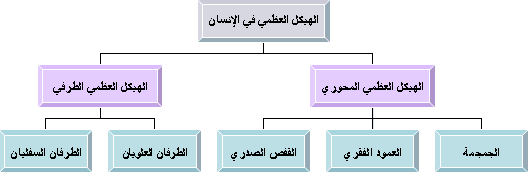 الهيكل العظمي في الإنسان
الهيكل العظمي المحوري
الهيكل العظمي الطرفي
الجمجمة
العمود الفقري
القفص الصدري
الطرفان العلويان
الطرفان السفليان